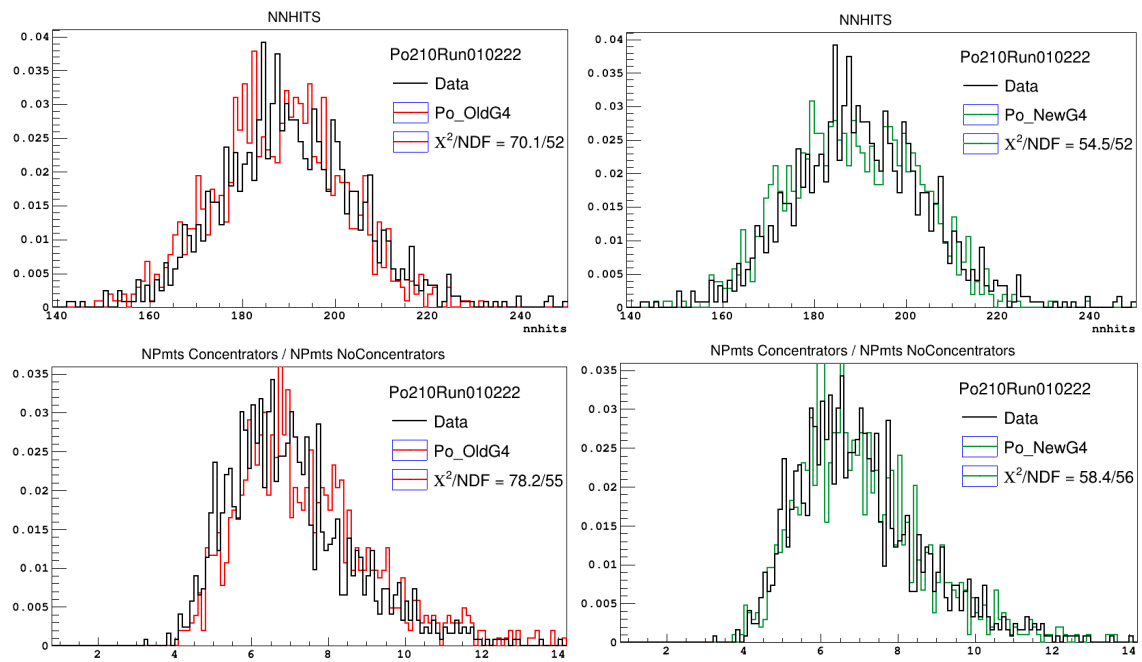 NNHITS
0.04
0.035
0.03
0.025
0.02
0.015
0.01
0.005
0
140 160 180 200 220 240
nnhits
Po210Run010222
Data
Po_OldG4
Χ²/NDF = 70.1/52
NNHITS
0.04
0.035
0.03
0.025
0.02
0.015
0.01
0.005
0
140 160 180 200 220 240
nnhits
Po210Run010222
Data
Po_NewG4
Χ²/NDF = 54.5/52
NPmts Concentrators / NPmts NoConcentrators
0.035
0.03
0.025
0.02
0.015
0.01
0.005
0
2 4 6 8 10 12 14
Po210Run010222
Data
Po_OldG4
Χ²/NDF = 78.2/55
NPmts Concentrators / NPmts NoConcentrators
0.035
0.03
0.025
0.02
0.015
0.01
0.005
0
2 4 6 8 10 12 14
Po210Run010222
Data
Po_NewG4
Χ²/NDF = 58.4/56